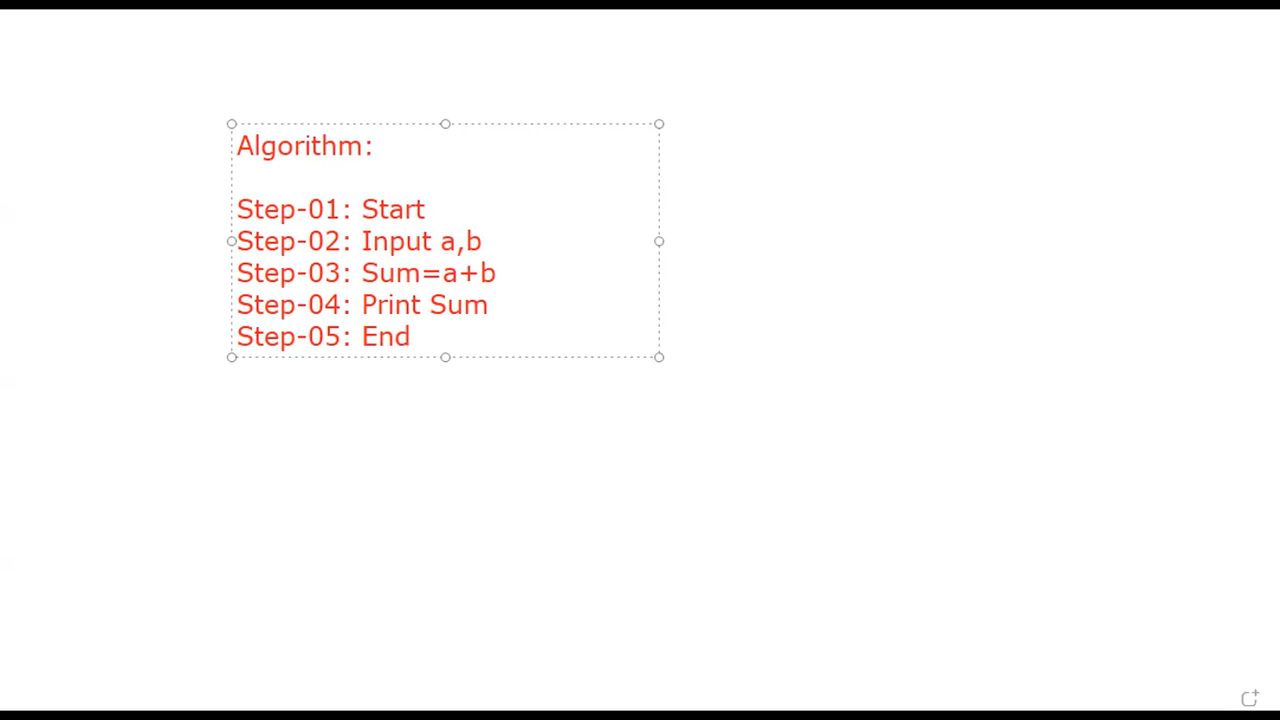 Algorithm:
Step-01: Start
Step-02: Input a,b
Step-03: Sum=a+b
Step-04: Print Sum
Step-05: End